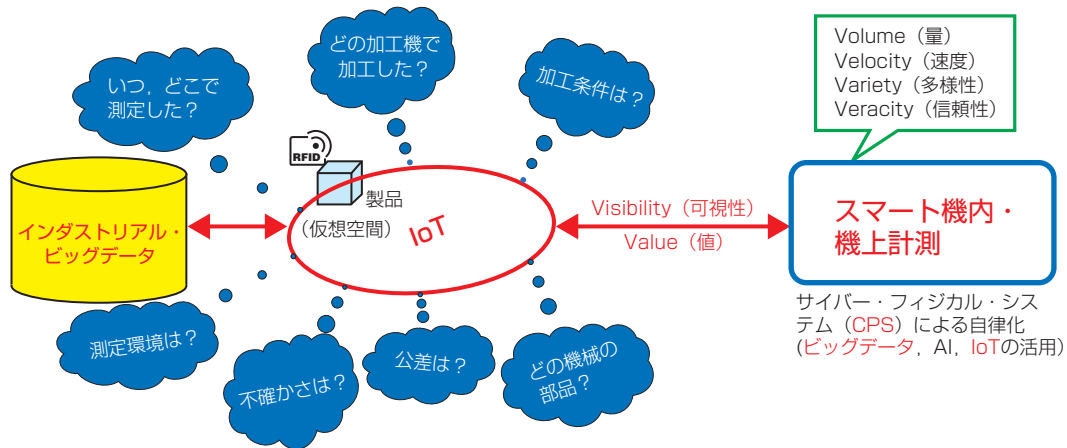 いつ，どこで
測定した？
どの加工機で
加工した？
加工条件は？
Volume（量）
Velocity（速度）
Variety（多様性）
Veracity（信頼性）
RFID
製品
（仮想空間）
IoT
インダストリアル・
ビッグデータ
Visibility（可視性）
Value（値）
スマート機内・
機上計測
サイバー・フィジカル・シス
テム（CPS）による自律化
(ビッグデータ，AI，IoTの活用）
測定環境は？
不確かさは？
公差は？
どの機械の
部品？